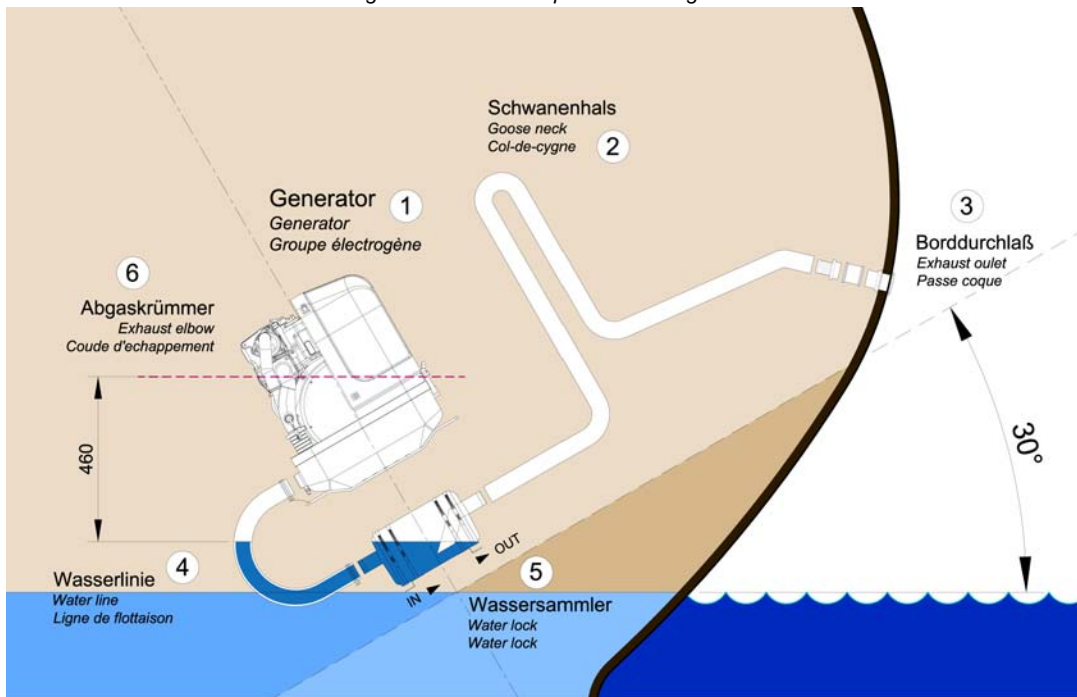 Schwanenhals
Goose neck
Col-de-cygne
2
Generator
Generator
Groupe électrogène
1
3
Borddurchlaß
Exhaust oulet
Passe coque
6
Abgaskrümmer
Exhaust elbow
Coude d'echappement
460
30°
OUT
IN
4
Wasserlinie
Water line
Ligne de flottaison
5
Wassersammler
Water lock
Water lock